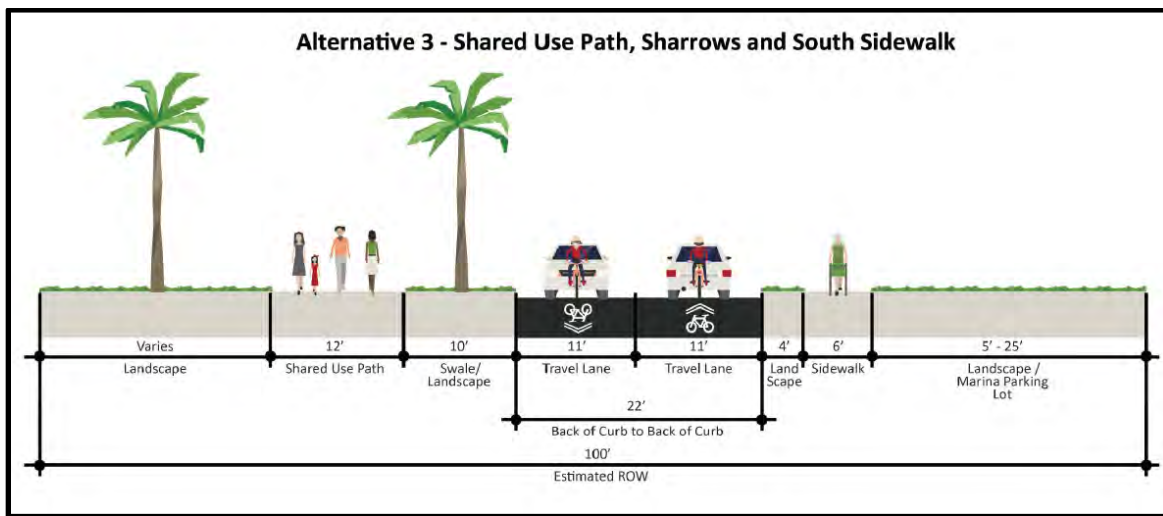 Alternative 3 - Shared Use Path, Sharrows and South Sidewalk
Varies
12’
10’
11’
11’
4’
6’
5’ - 25’
Landscape
Shared Use Path
Swale/
Landscape
Travel Lane
Travel Lane
Land
Scape
Sidewalk
Landscape /
Marina Parking
Lot
22’
Back of Curb to Back of Curb
100’
Estimated ROW